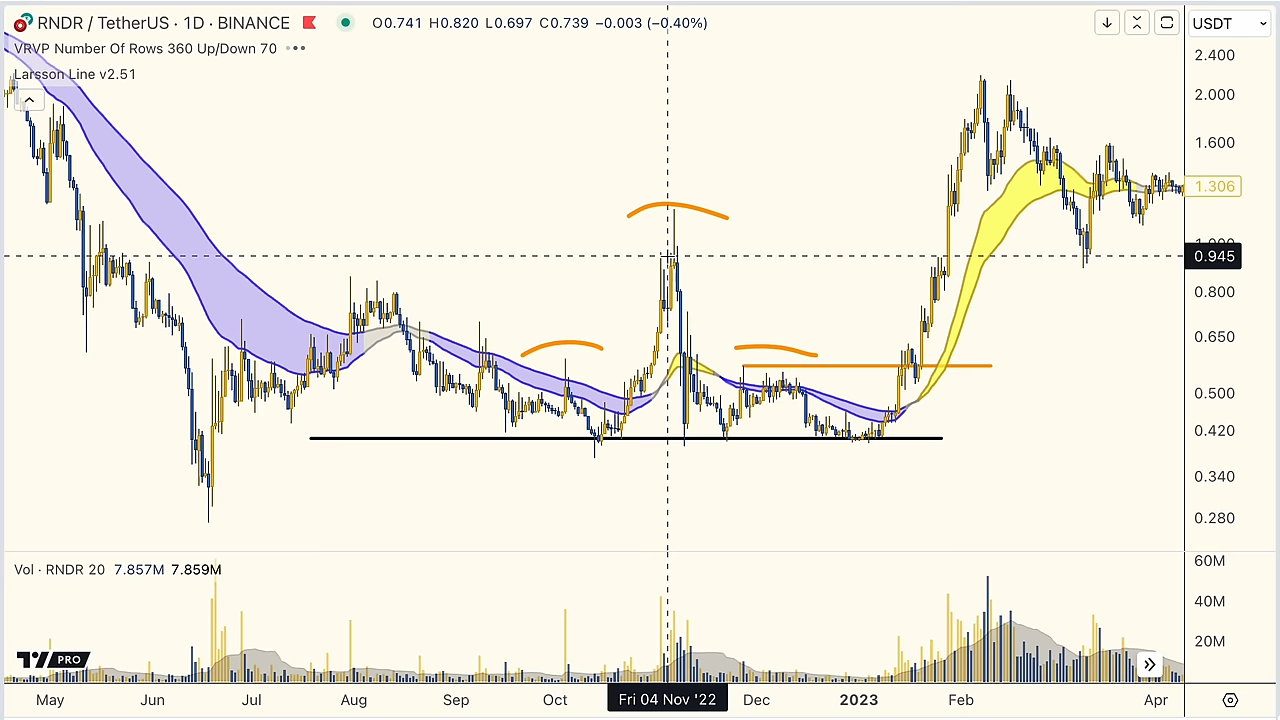 RNDR / TetherUS · 1D · BINANCE O0.741 H0.820 L0.697 C0.739 −0.003 (−0.40%)
USDT
VRVP Number Of Rows 360 Up/Down 70
Larsson Line v2.51
2.400
2.000
1.600
1.306
0.945
0.800
0.650
0.500
0.420
0.340
0.280
Vol · RNDR 20 7.857M 7.859M
60M
40M
20M
PRO
May Jun Jul Aug Sep Oct Fri 04 Nov '22 Dec 2023 Feb Apr